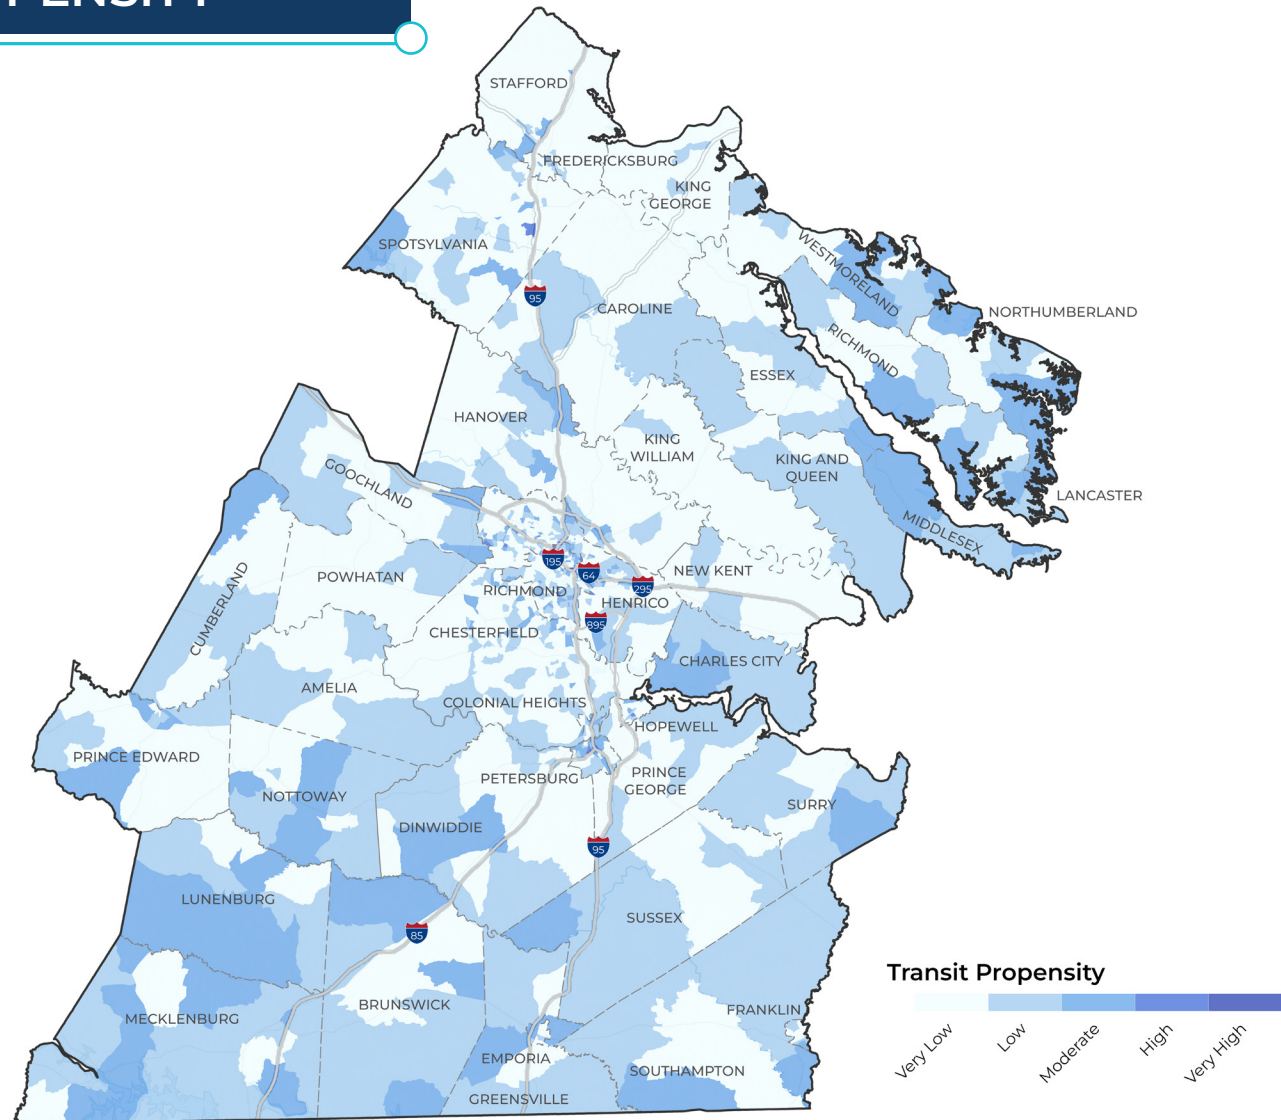 STAFFORD
FREDERICKSBURG
KING
GEORGE
SPOTSYLVANIA
WESTMORELAND
95
CAROLINE
NORTHUMBERLAND
RICHMOND
ESSEX
HANOVER
KING
WILLIAM
KING AND
QUEEN
GOOCHLAND
LANCASTER
MIDDLESEX
195
64
295
NEW KENT
POWHATAN
RICHMOND
HENRICO
CUMBERLAND
895
CHESTERFIELD
CHARLES CITY
AMELIA
COLONIAL HEIGHTS
HOPEWELL
PRINCE EDWARD
PETERSBURG
PRINCE
GEORGE
NOTTOWAY
SURRY
DINWIDDIE
95
LUNENBURG
SUSSEX
85
BRUNSWICK
FRANKLIN
MECKLENBURG
EMPORIA
SOUTHAMPTON
GREENSVILLE
Transit Propensity
Very Low
Low
Moderate
High
Very High